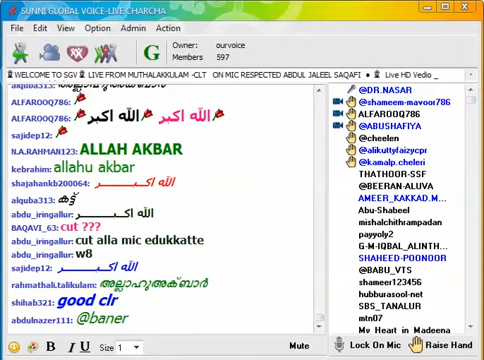 SUNNI GLOBAL VOICE-LIVE CHARCHA
File Edit View Option Admin Action
G Owner: ourvoice
Members 597
WELCOME TO SGV LIVE FROM MUTHALAKKULAM -CLT ON MIC RESPECTED ABDUL JALEEL SAQAFI Live HD Vedio
ALFAROOQ786:
ALFAROOQ786: الله اكبر الله اكبر
sajidep12:
N.A.RAHMAN123: ALLAH AKBAR
kebrahim: allahu akbar
shajahankb200064: الله اكبر
alquba313: കട്ട്
abdu_iringallur: الله اكبر
BAQAVI_63: cut ???
abdu_iringallur: cut alla mic edukkatte
abdu_iringallur: w8
sajidep12: الله اكبر
rahmathali.talikulam: അല്ലാഹുഅക്ബർ
shihab321: good clr
abdulnazer111: @baner
@DR.NASAR
@shameem-mavoor786
ALFAROOQ786
@ABUSHAFIYA
@cheelen
@alikuttyfaizycpr
@kamalp.cheleri
THATHOOR-SSF
@BEERAN-ALUVA
AMEER_KAKKAD.M...
Abu-Shabeel
mishalchithrampadan
payyoly2
G-M-IQBAL_ALINTH...
SHAHEED-POONOOR
@BABU_VTS
shameer123456
hubburasool-net
SBS_TANALUR
mtn07
My Heart in Madeena
B I U Size 1 Mute Lock On Mic Raise Hand